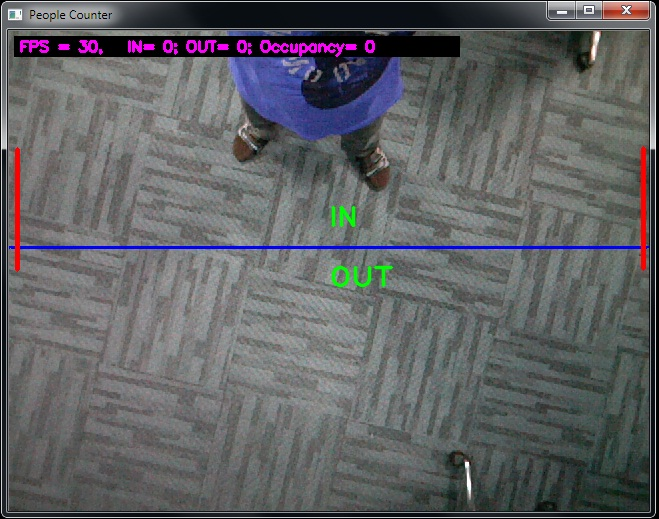 People Counter
FPS = 30,   IN= 0; OUT= 0; Occupancy= 0
IN
OUT